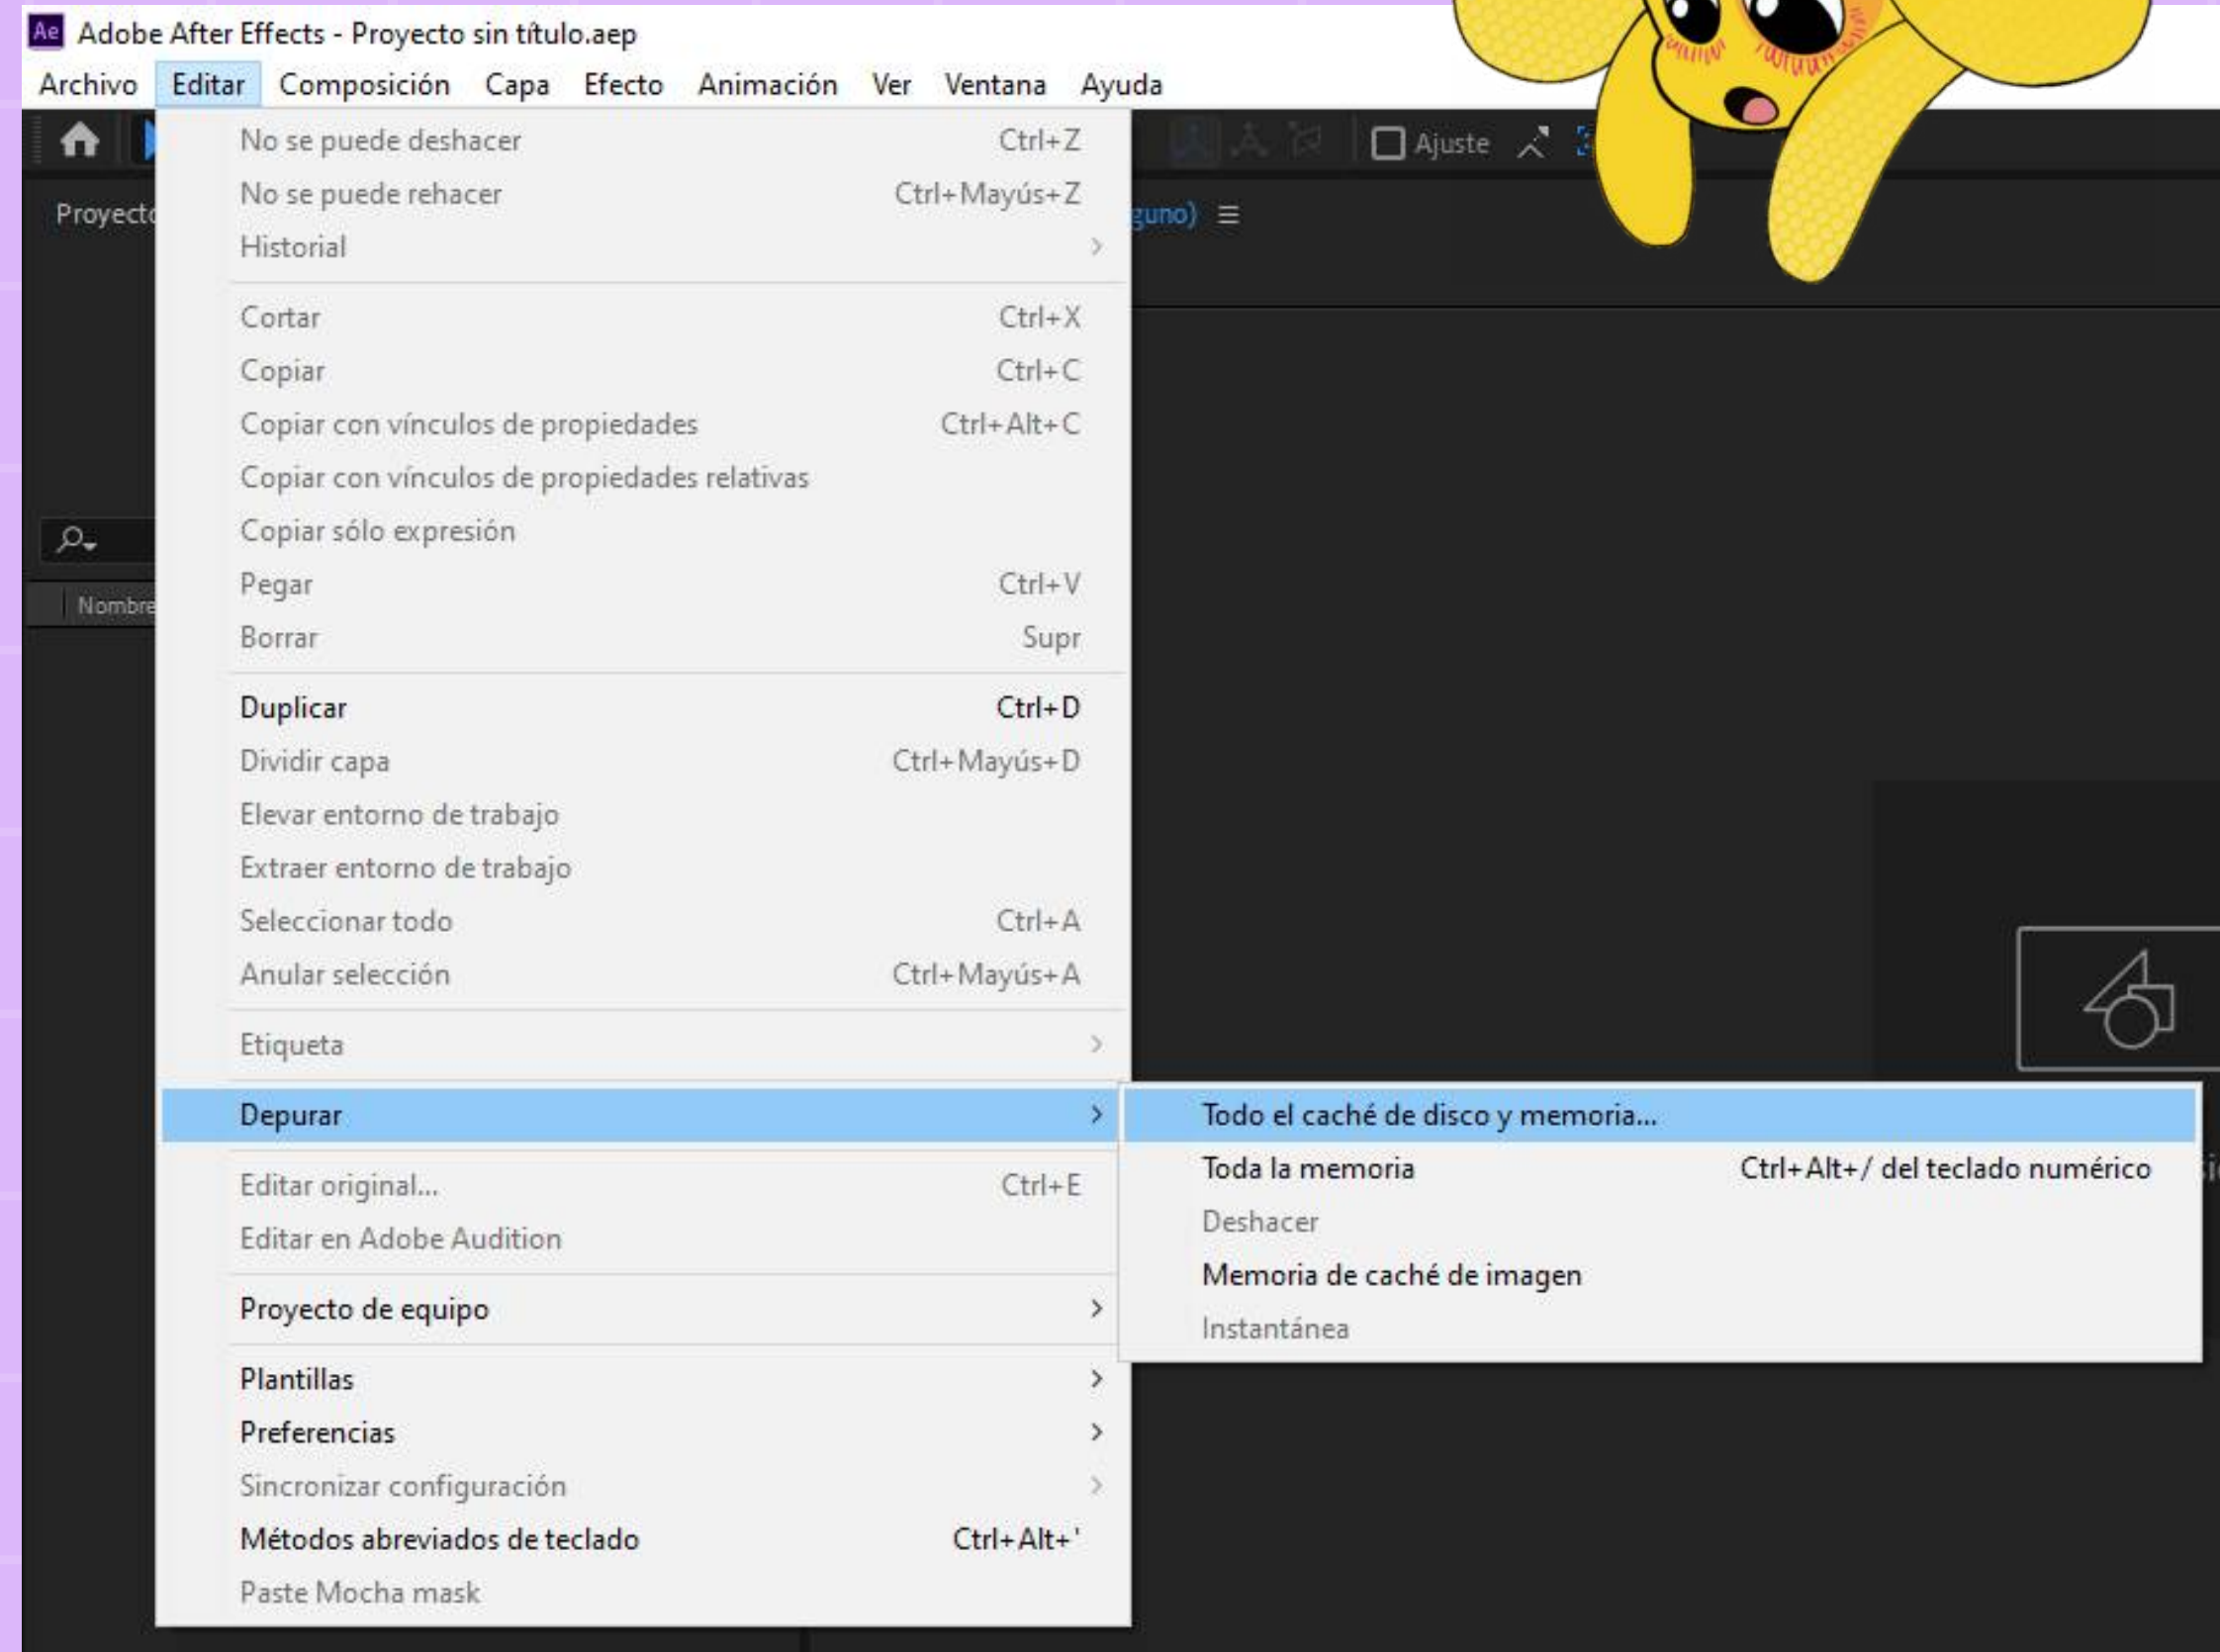 Ae Adobe After Effects - Proyecto sin título.aep
Archivo Editar Composición Capa Efecto Animación Ver Ventana Ayuda
No se puede deshacer Ctrl+Z
Ajuste
No se puede rehacer Ctrl+Mayús+Z
Proyecto
guno)
Historial
Cortar Ctrl+X
Copiar Ctrl+C
Copiar con vínculos de propiedades Ctrl+Alt+C
Copiar con vínculos de propiedades relativas
Copiar sólo expresión
Pegar Ctrl+V
Nombre
Borrar Supr
Duplicar Ctrl+D
Dividir capa Ctrl+Mayús+D
Elevar entorno de trabajo
Extraer entorno de trabajo
Seleccionar todo Ctrl+A
Anular selección Ctrl+Mayús+A
Etiqueta
Depurar
Todo el caché de disco y memoria...
Toda la memoria Ctrl+Alt+/ del teclado numérico
Deshacer
Memoria de caché de imagen
Instantánea
Editar original... Ctrl+E
Editar en Adobe Audition
Proyecto de equipo
Plantillas
Preferencias
Sincronizar configuración
Métodos abreviados de teclado Ctrl+Alt+'
Paste Mocha mask